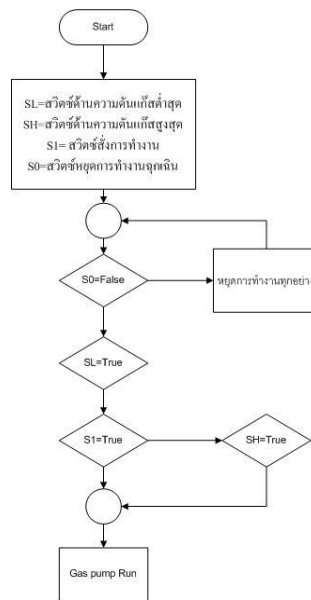 Start
SL=สวิตซ์ด้านความดันแก๊สต่ำสุด
SH=สวิตซ์ด้านความดันแก๊สสูงสุด
S1= สวิตซ์สั่งการทำงาน
S0=สวิตซ์หยุดการทำงานฉุกเฉิน
S0=False
หยุดการทำงานทุกอย่าง
SL=True
S1=True
SH=True
Gas pump Run